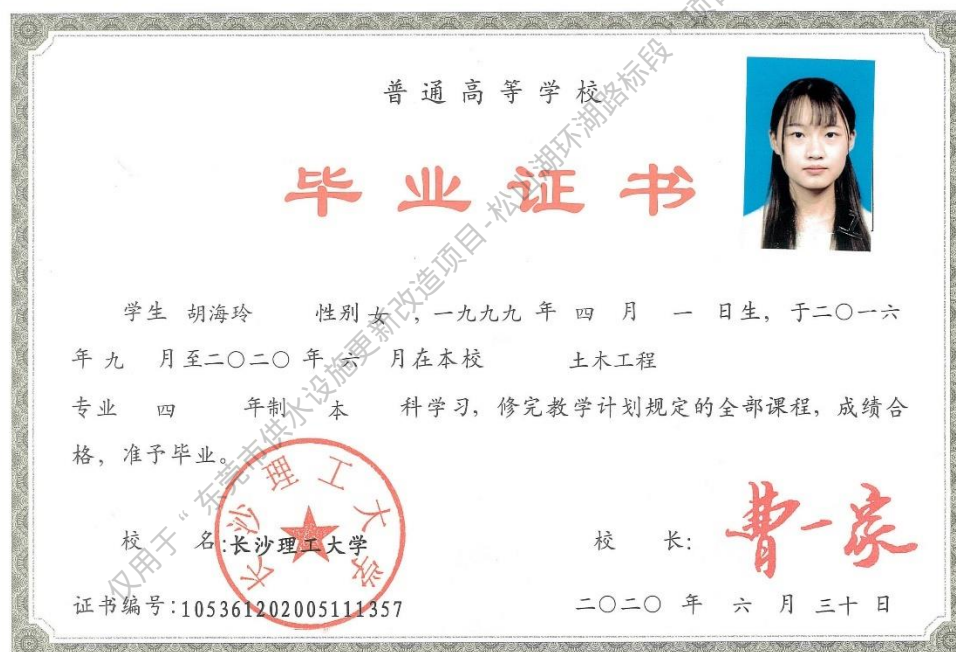 普通高等学校
毕业证书
学生 胡海玲 性别 女 ，一九九九 年 四 月 一 日生，于二〇一六
年 九 月至二〇二〇 年 六 月在本校 土木工程
专业 四 年制 本 科学习，修完教学计划规定的全部课程，成绩合
格，准予毕业。
长沙理工大学
校 名:长沙理工大学 校 长: 曹一家
证书编号:105361202005111357 二〇二〇 年 六 月 三十 日
仅用于“东莞市供水设施更新改造项目-松山湖环湖路标段”项目